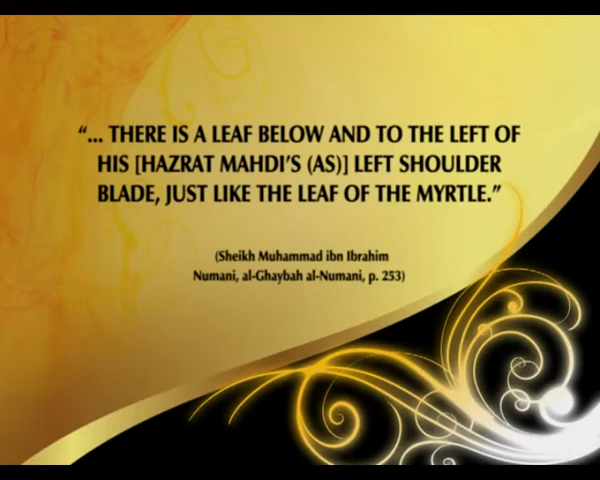 “... THERE IS A LEAF BELOW AND TO THE LEFT OF
HIS [HAZRAT MAHDI’S (AS)] LEFT SHOULDER
BLADE, JUST LIKE THE LEAF OF THE MYRTLE.”
(Sheikh Muhammad ibn Ibrahim
Numani, al-Ghaybah al-Numani, p. 253)